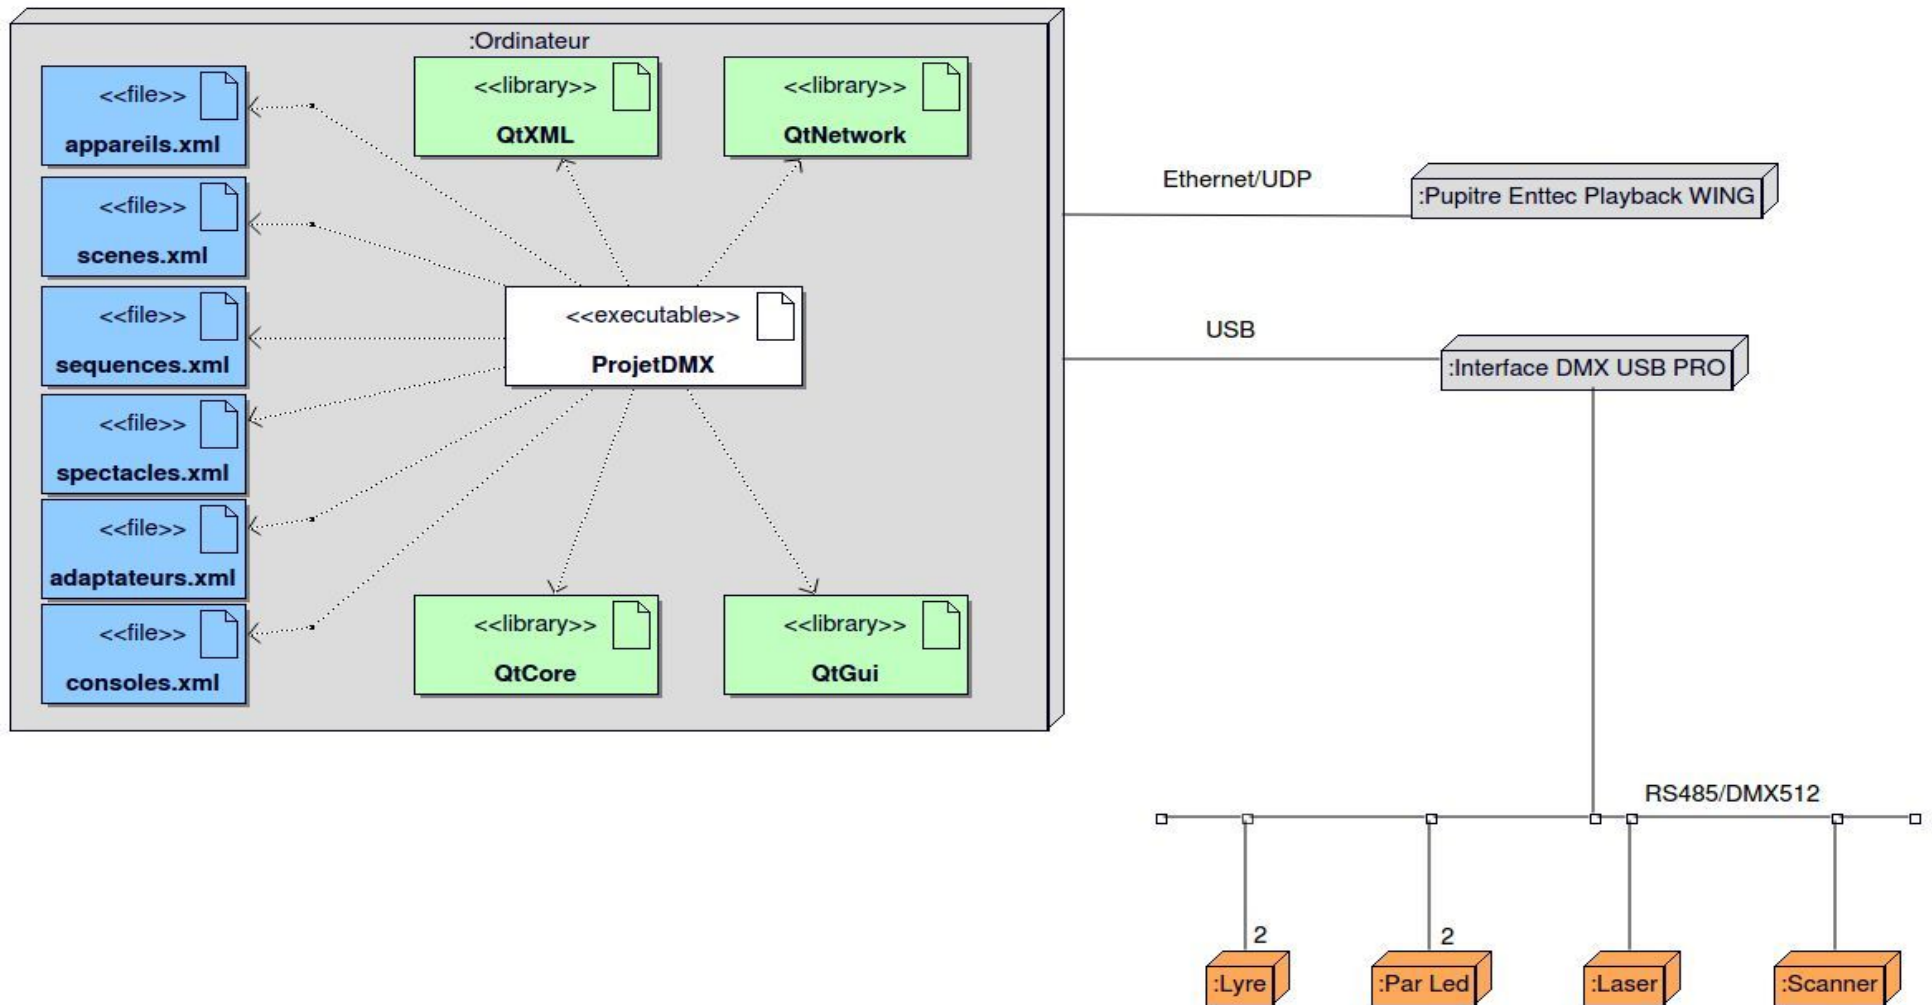 :Ordinateur
<<file>>
appareils.xml
<<file>>
scenes.xml
<<file>>
sequences.xml
<<file>>
spectacles.xml
<<file>>
adaptateurs.xml
<<file>>
consoles.xml
<<library>>
QtXML
<<library>>
QtNetwork
<<executable>>
ProjetDMX
<<library>>
QtCore
<<library>>
QtGui
Ethernet/UDP
:Pupitre Enttec Playback WING
USB
:Interface DMX USB PRO
RS485/DMX512
2
2
:Lyre
:Par Led
:Laser
:Scanner